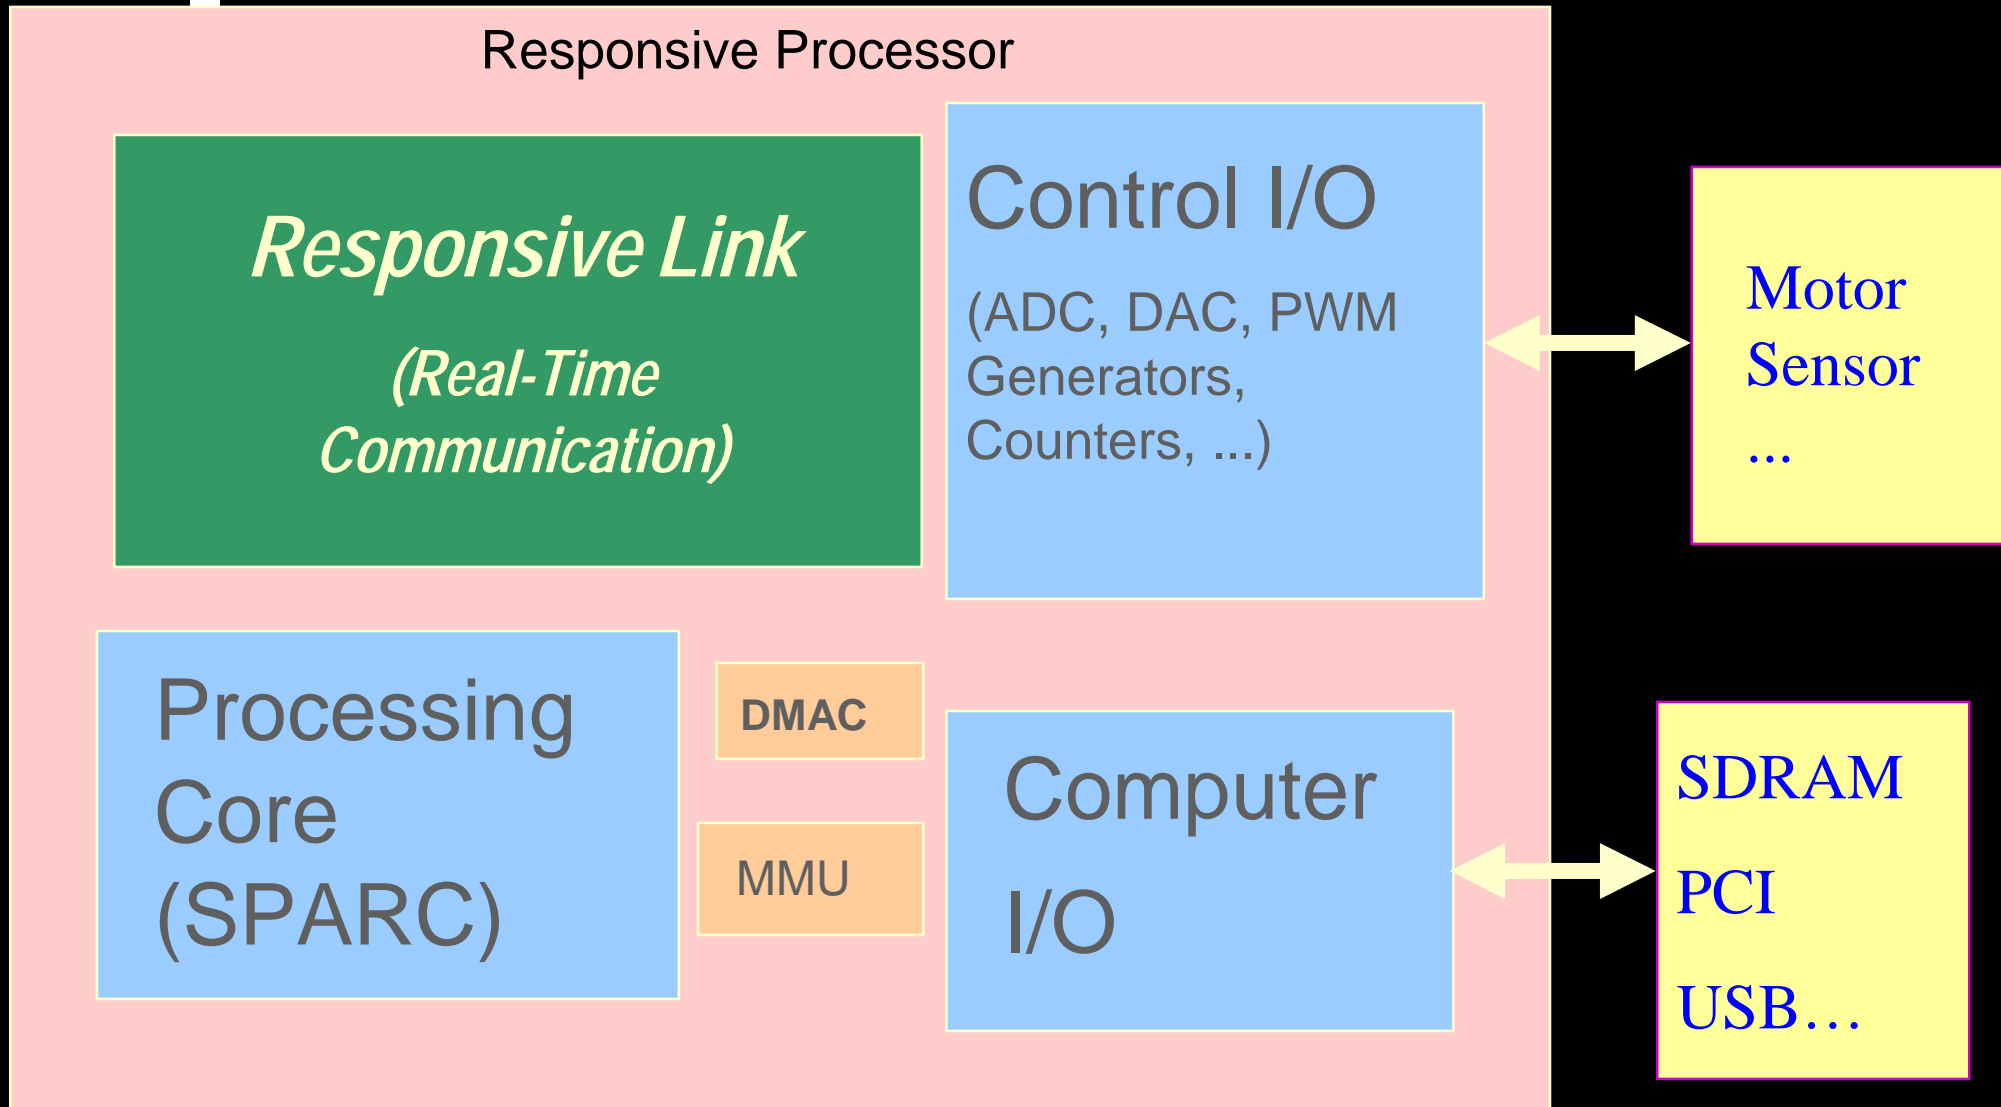 Responsive Processor
Responsive Link
(Real-Time
Communication)
Control I/O
(ADC, DAC, PWM
Generators,
Counters, ...)
Motor
Sensor
...
Processing
Core
(SPARC)
DMAC
MMU
Computer
I/O
SDRAM
PCI
USB…